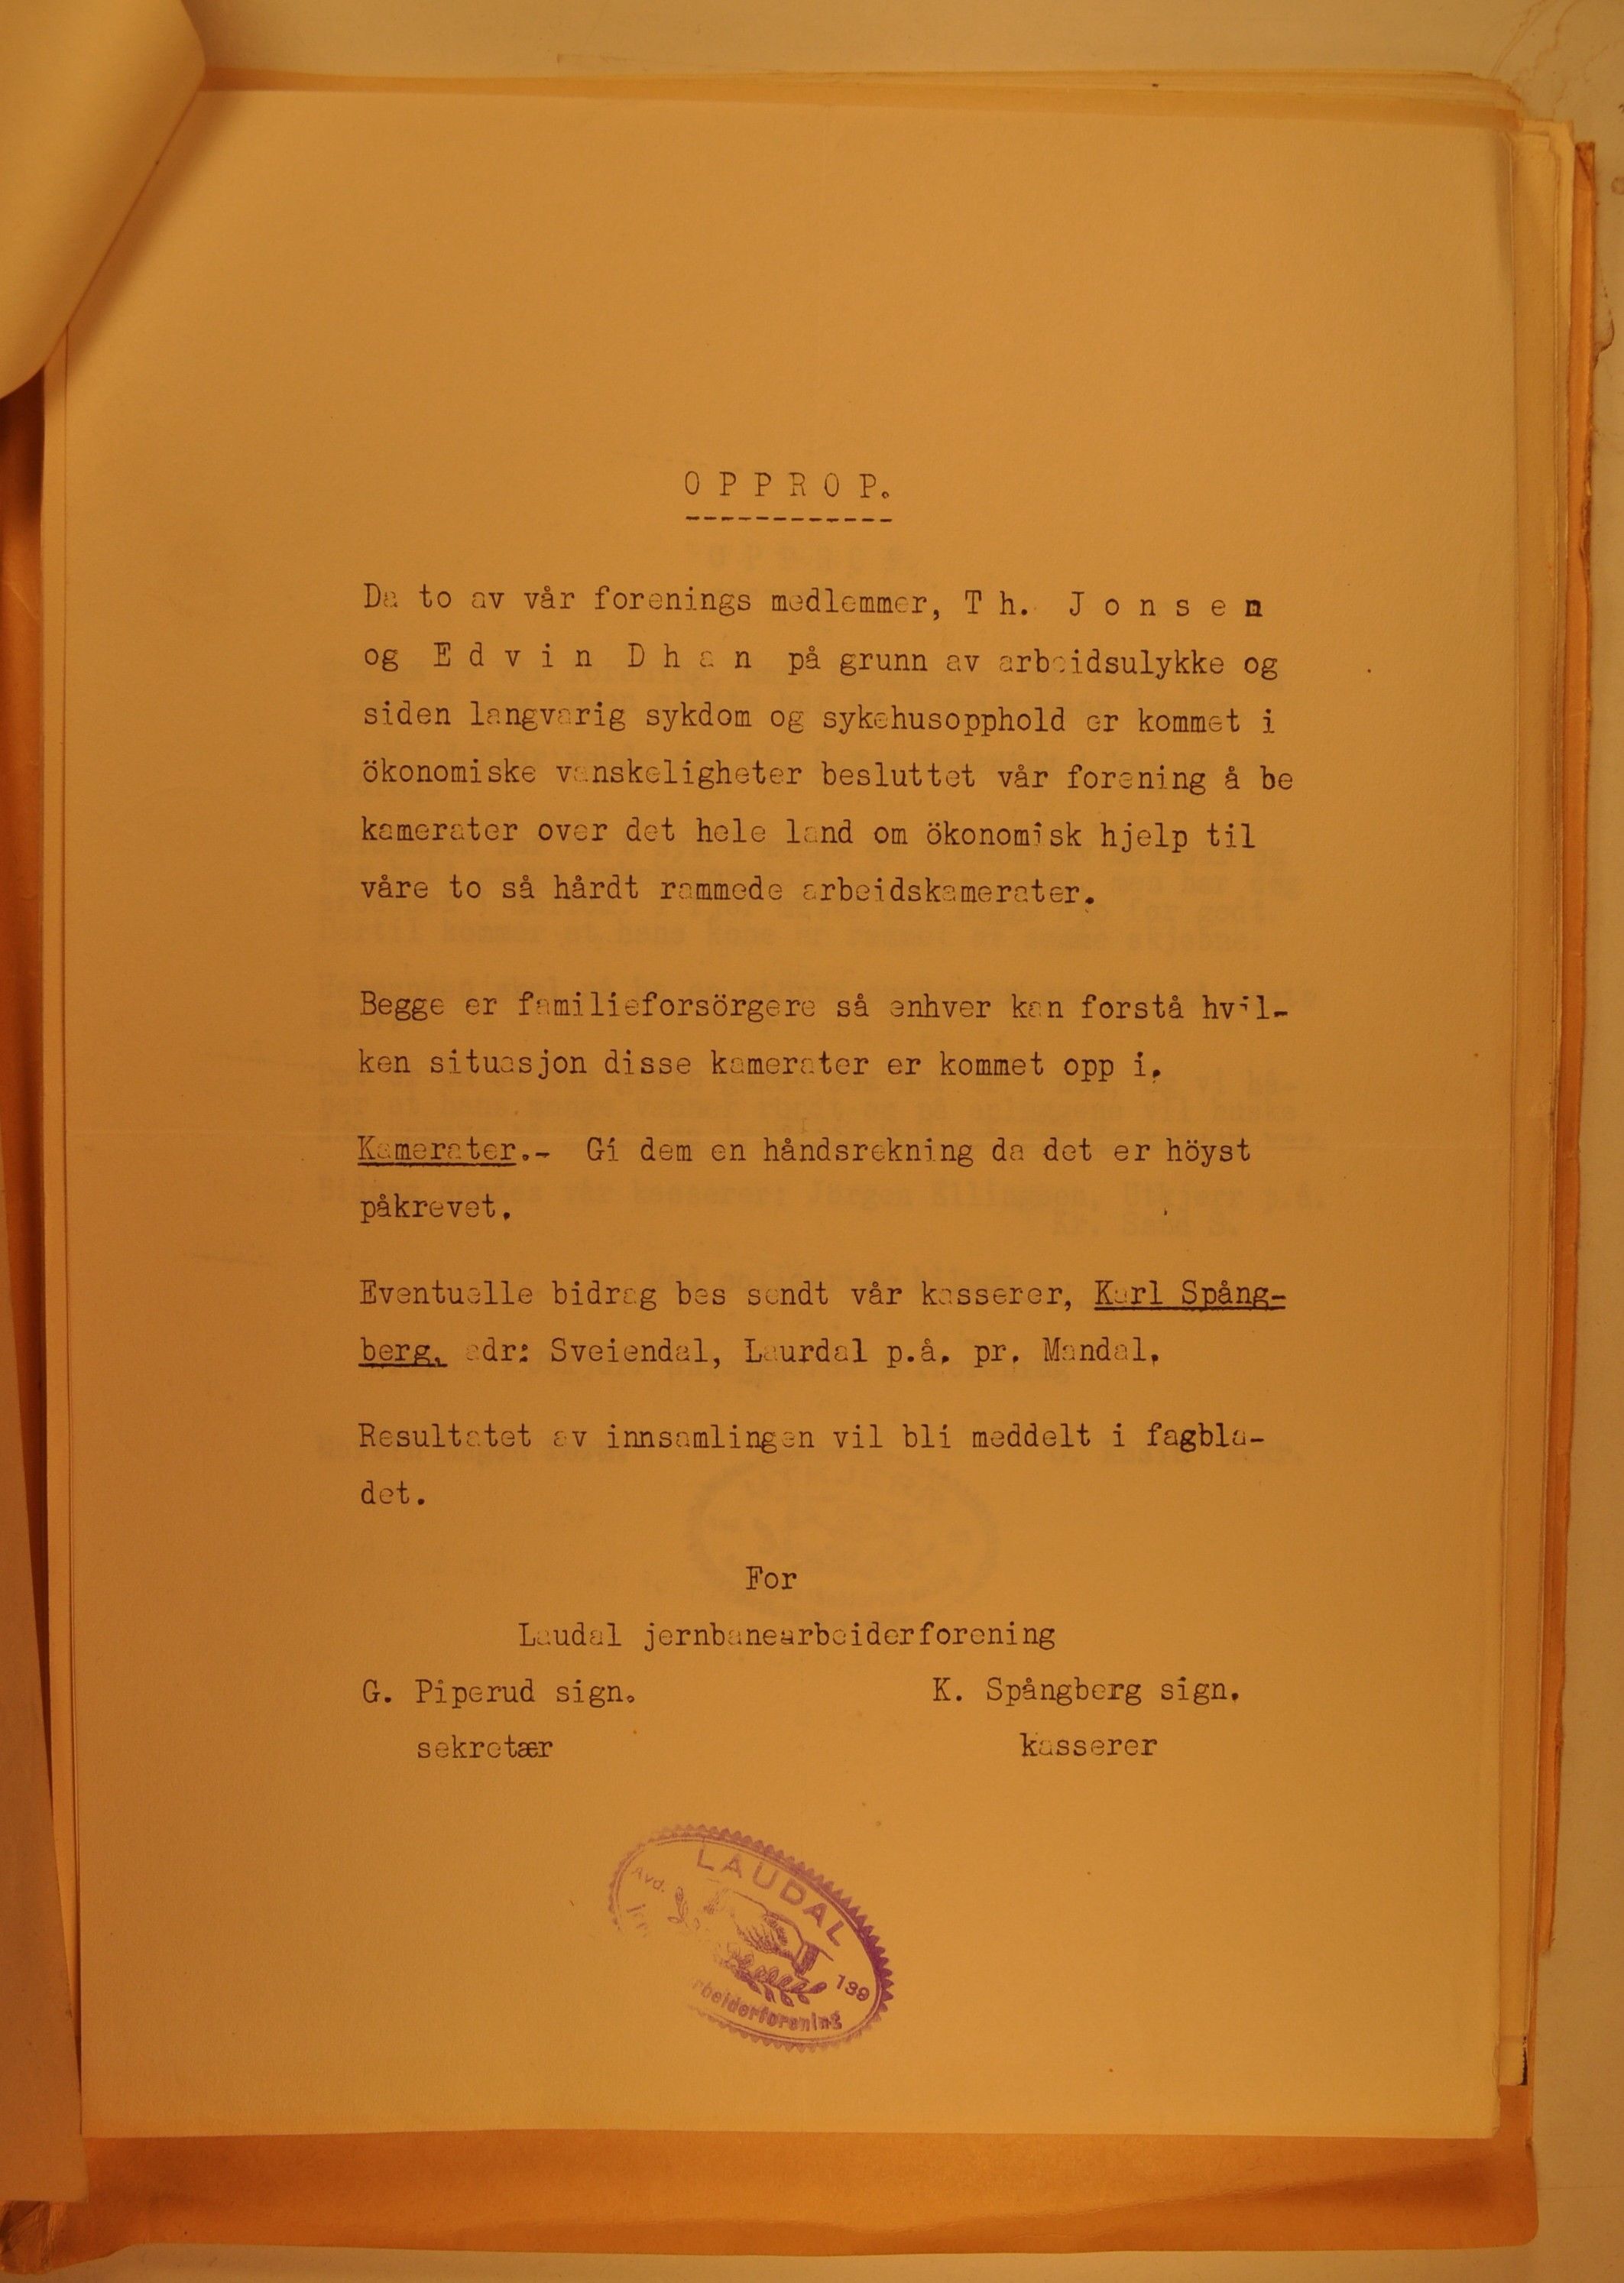 O P P R O P.
------------
Da to av vår forenings medlemmer, T h. J o n s e n
og E d v i n D h a n på grunn av arbeidsulykke og
siden langvarig sykdom og sykehusopphold er kommet i
ökonomiske vanskeligheter besluttet vår forening å be
kamerater over det hele land om ökonomisk hjelp til
våre to så hårdt rammede arbeidskamerater.
Begge er familieforsörgere så enhver kan forstå hvil-
ken situasjon disse kamerater er kommet opp i.
Kamerater.- Gi dem en håndsrekning da det er höyst
påkrevet.
Eventuelle bidrag bes sendt vår kasserer, Karl Spång-
berg, adr: Sveiendal, Laurdal p.å. pr. Mandal.
Resultatet av innsamlingen vil bli meddelt i fagbla-
det.
For
Laudal jernbanearbeiderforening
G. Piperud sign. K. Spångberg sign.
sekretær kasserer
LAUDAL
Avd. 139
rbeiderforening